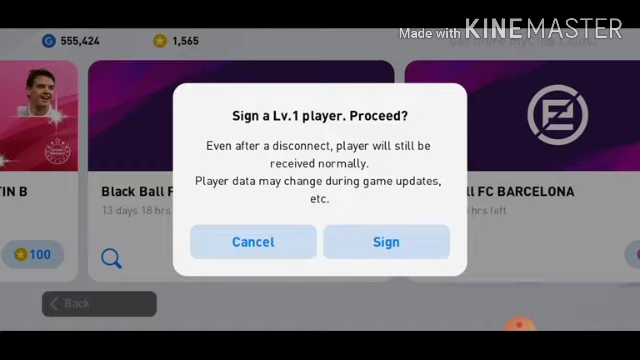 555,424
1,565
Made with KINEMASTER
Sign a Lv.1 player. Proceed?
Even after a disconnect, player will still be
received normally.
Player data may change during game updates,
etc.
Cancel
Sign
TIN B
100
Black Ball F
13 days 18 hrs
ll FC BARCELONA
hrs left
Back